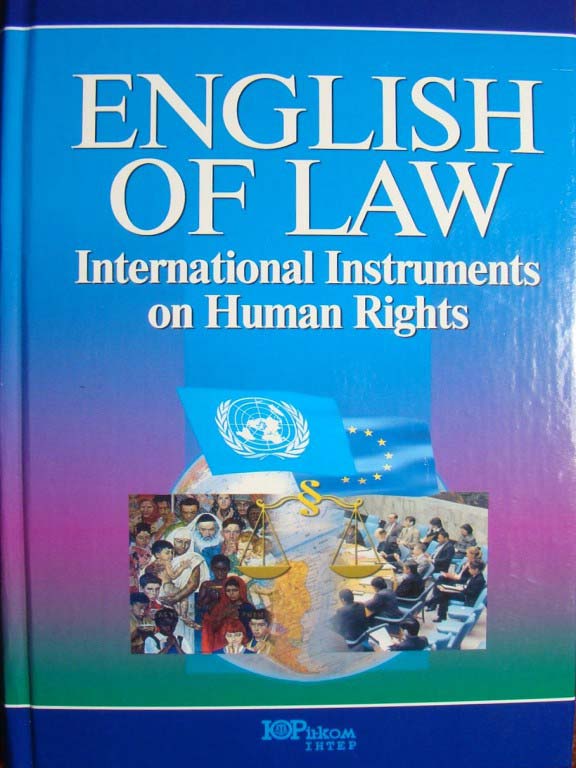 ENGLISH
OF LAW
International Instruments
on Human Rights
§
ЮРінком
ІНТЕР